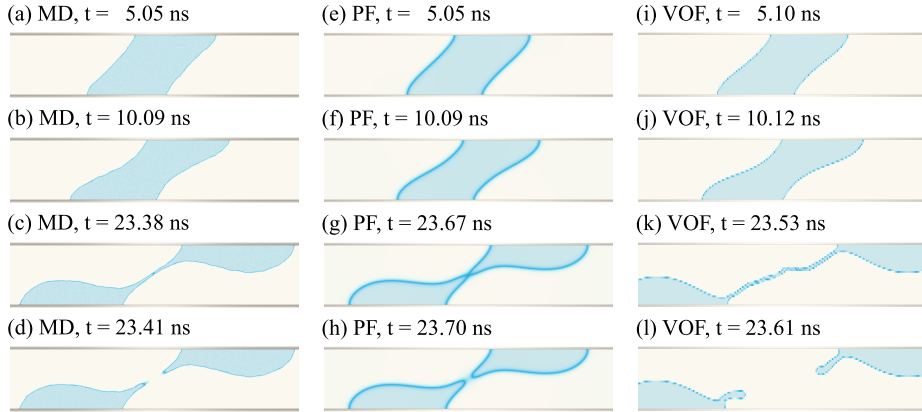 (a) MD, t = 5.05 ns
(e) PF, t = 5.05 ns
(i) VOF, t = 5.10 ns
(b) MD, t = 10.09 ns
(f) PF, t = 10.09 ns
(j) VOF, t = 10.12 ns
(c) MD, t = 23.38 ns
(g) PF, t = 23.67 ns
(k) VOF, t = 23.53 ns
(d) MD, t = 23.41 ns
(h) PF, t = 23.70 ns
(l) VOF, t = 23.61 ns